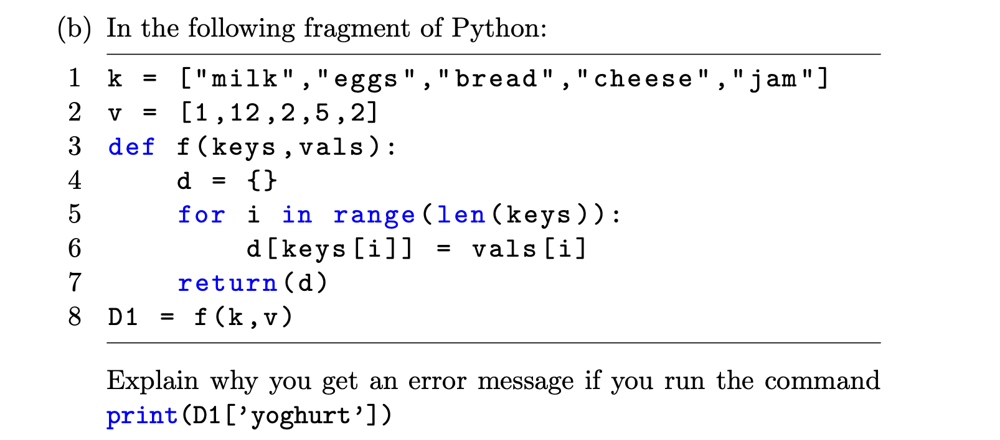 (b) In the following fragment of Python:
1 k = ["milk","eggs","bread","cheese","jam"]
2 v = [1,12,2,5,2]
3 def f(keys,vals):
4     d = {}
5     for i in range(len(keys)):
6         d[keys[i]] = vals[i]
7     return(d)
8 D1 = f(k,v)
Explain why you get an error message if you run the command
print(D1[’yoghurt’])